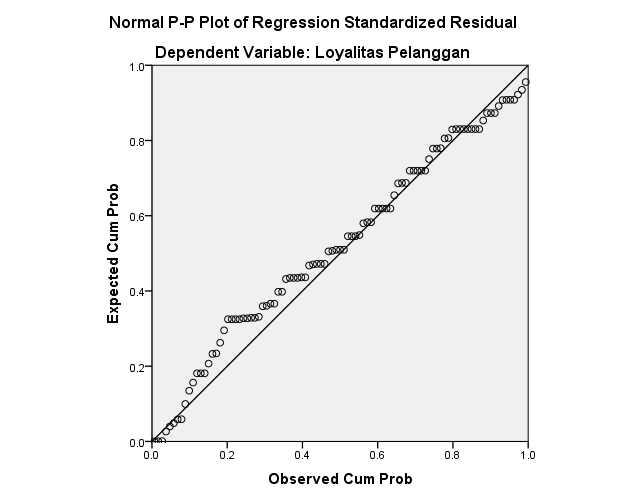 Normal P-P Plot of Regression Standardized Residual
Dependent Variable: Loyalitas Pelanggan
1.0
0.8
0.6
0.4
0.2
0.0
Expected Cum Prob
0.0 0.2 0.4 0.6 0.8 1.0
Observed Cum Prob